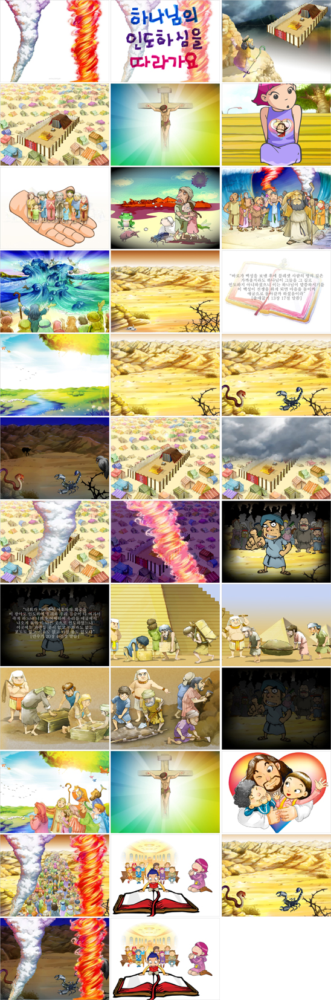 하나님의
인도하심을
따라가요
"바로가 백성을 보낸 후에 블레셋 사람의 땅의 길은
가까울지라도 하나님이 그들을 그 길로
인도하지 아니하셨으니 이는 하나님이 말씀하시기를
이 백성이 전쟁을 하게 되면 마음을 돌이켜
애굽으로 돌아갈까 하셨음이라"
[출애굽기 13장 17절 말씀]
"너희가 어찌하여 여호와의 회중을
이 광야로 인도하여 우리와 우리 짐승이 다 여기서
죽게 하느냐 너희가 어찌하여 우리를 애굽에서
나오게 하여 이 나쁜 곳으로 인도하였느냐
이곳에는 파종할 곳이 없고 무화과도 없고
포도도 없고 석류도 없고 마실 물도 없도다"
[민수기 20장 4-5절 말씀]